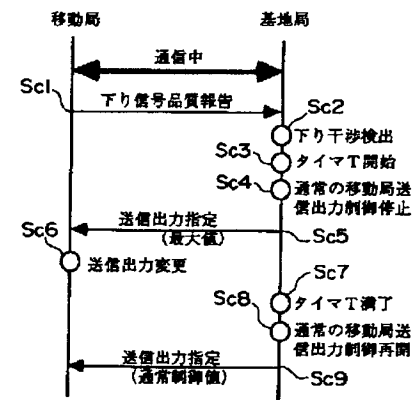 移動局
基地局
通信中
Sc1
下り信号品質報告
Sc2
下り干渉検出
Sc3
タイマT開始
Sc4
通常の移動局送
信出力制御停止
送信出力指定
(最大値)
Sc5
Sc6
送信出力変更
Sc7
タイマT満了
Sc8
通常の移動局送
信出力制御再開
送信出力指定
(通常制御値)
Sc9